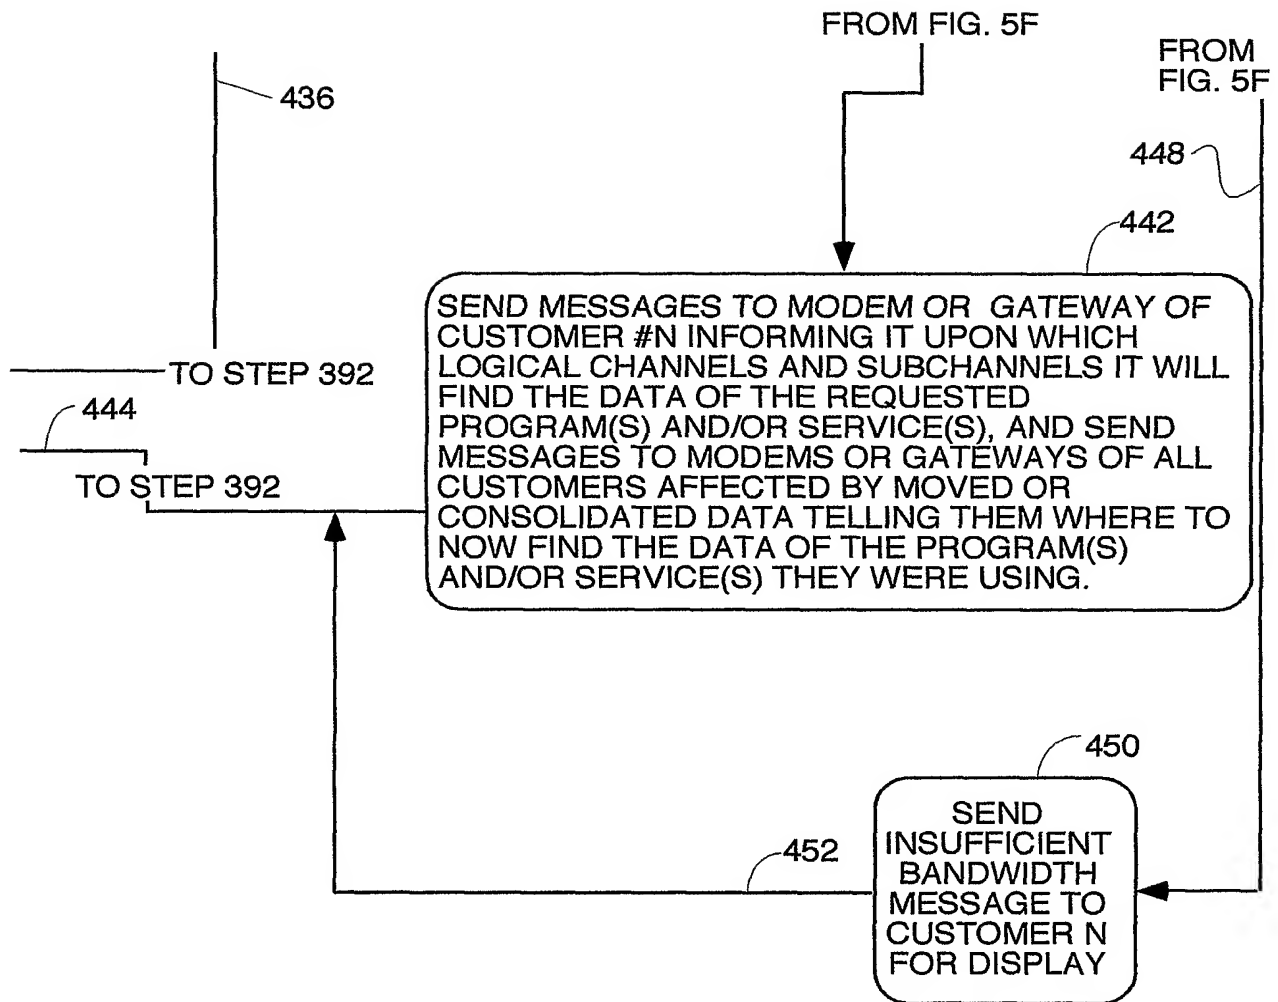 FROM FIG. 5F
FROM
FIG. 5F
436
448
442
SEND MESSAGES TO MODEM OR GATEWAY OF
CUSTOMER #N INFORMING IT UPON WHICH
LOGICAL CHANNELS AND SUBCHANNELS IT WILL
FIND THE DATA OF THE REQUESTED
PROGRAM(S) AND/OR SERVICE(S), AND SEND
MESSAGES TO MODEMS OR GATEWAYS OF ALL
CUSTOMERS AFFECTED BY MOVED OR
CONSOLIDATED DATA TELLING THEM WHERE TO
NOW FIND THE DATA OF THE PROGRAM(S)
AND/OR SERVICE(S) THEY WERE USING.
TO STEP 392
444
TO STEP 392
450
SEND
INSUFFICIENT
BANDWIDTH
MESSAGE TO
CUSTOMER N
FOR DISPLAY
452